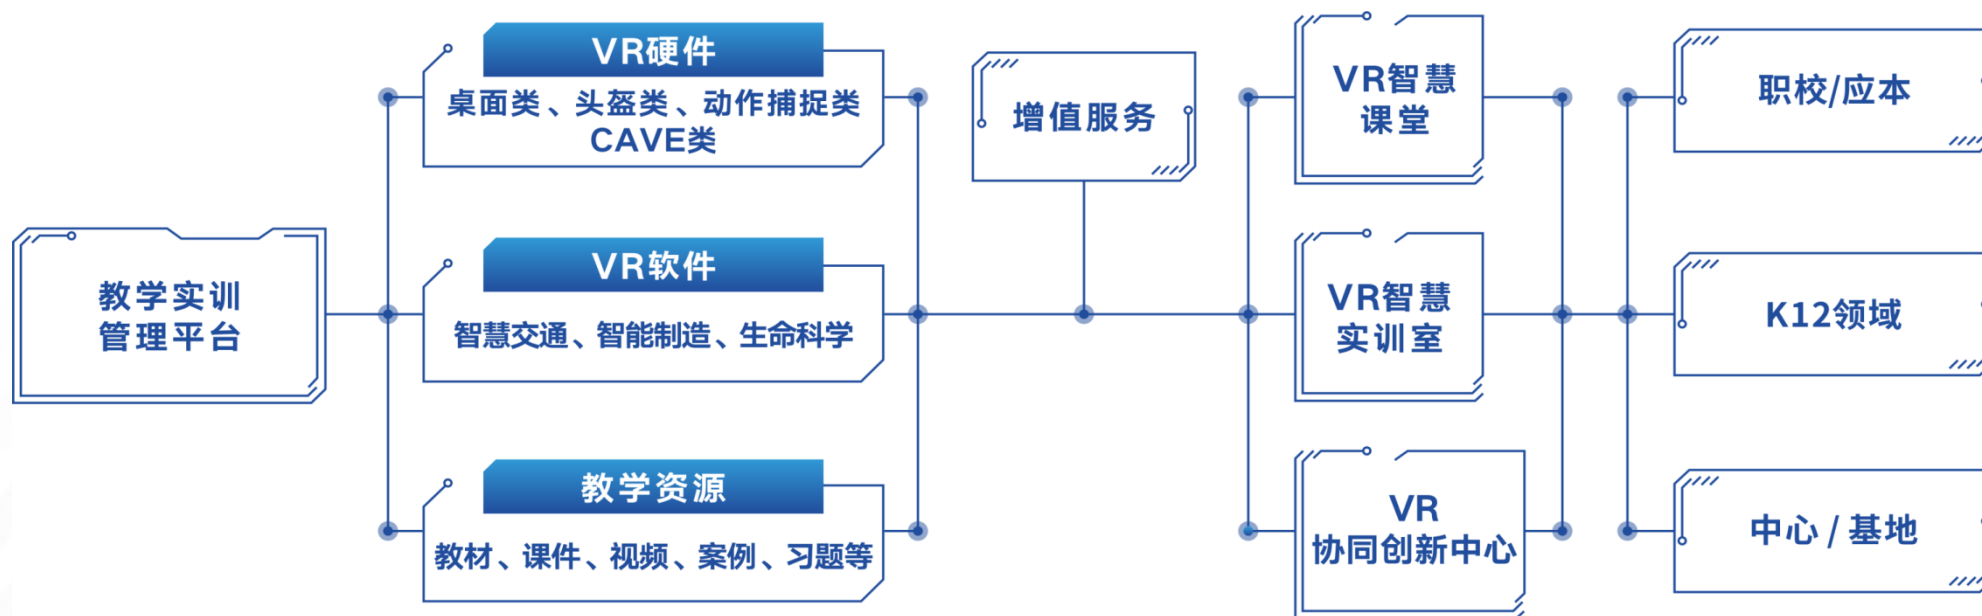 教学实训
管理平台
VR硬件
桌面类、头盔类、动作捕捉类
CAVE类
VR软件
智慧交通、智能制造、生命科学
教学资源
教材、课件、视频、案例、习题等
增值服务
VR智慧
课堂
VR智慧
实训室
VR
协同创新中心
职校/应本
K12领域
中心 / 基地